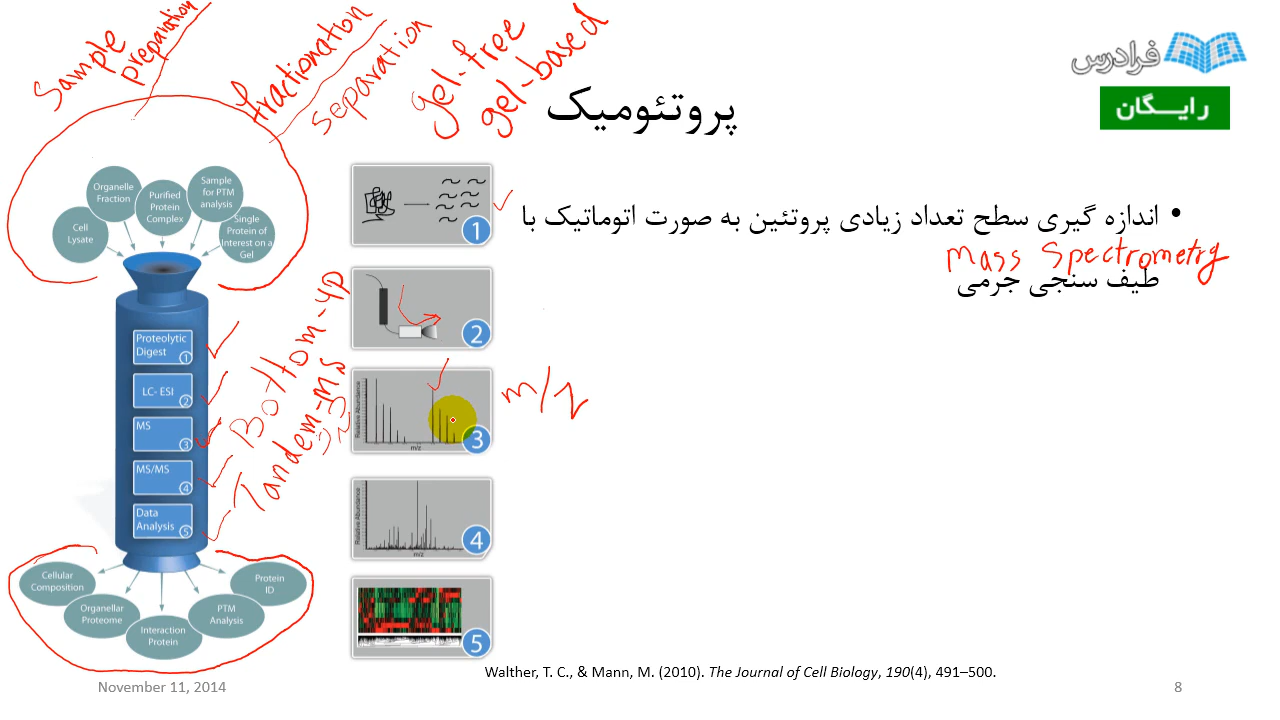 Sample preparation
fractionation
separation
gel-free
gel-based
فرادرس
رایـگان
پروتئومیک
• اندازه گیری سطح تعداد زیادی پروتئین به صورت اتوماتیک با
Mass Spectrometry
طیف سنجی جرمی
Cell Lysate
Organelle Fraction
Purified Protein Complex
Sample for PTM analysis
Single Protein of Interest on a Gel
Proteolytic Digest 1
LC- ESI 2
MS 3
MS/MS 4
Data Analysis 5
Bottom-up
Tandem-MS
Cellular Composition
Organellar Proteome
Interaction Protein
PTM Analysis
Protein ID
1
2
Relative Abundance
m/z
3
m/z
Relative Abundance
m/z
4
5
Walther, T. C., & Mann, M. (2010). The Journal of Cell Biology, 190(4), 491–500.
November 11, 2014
8